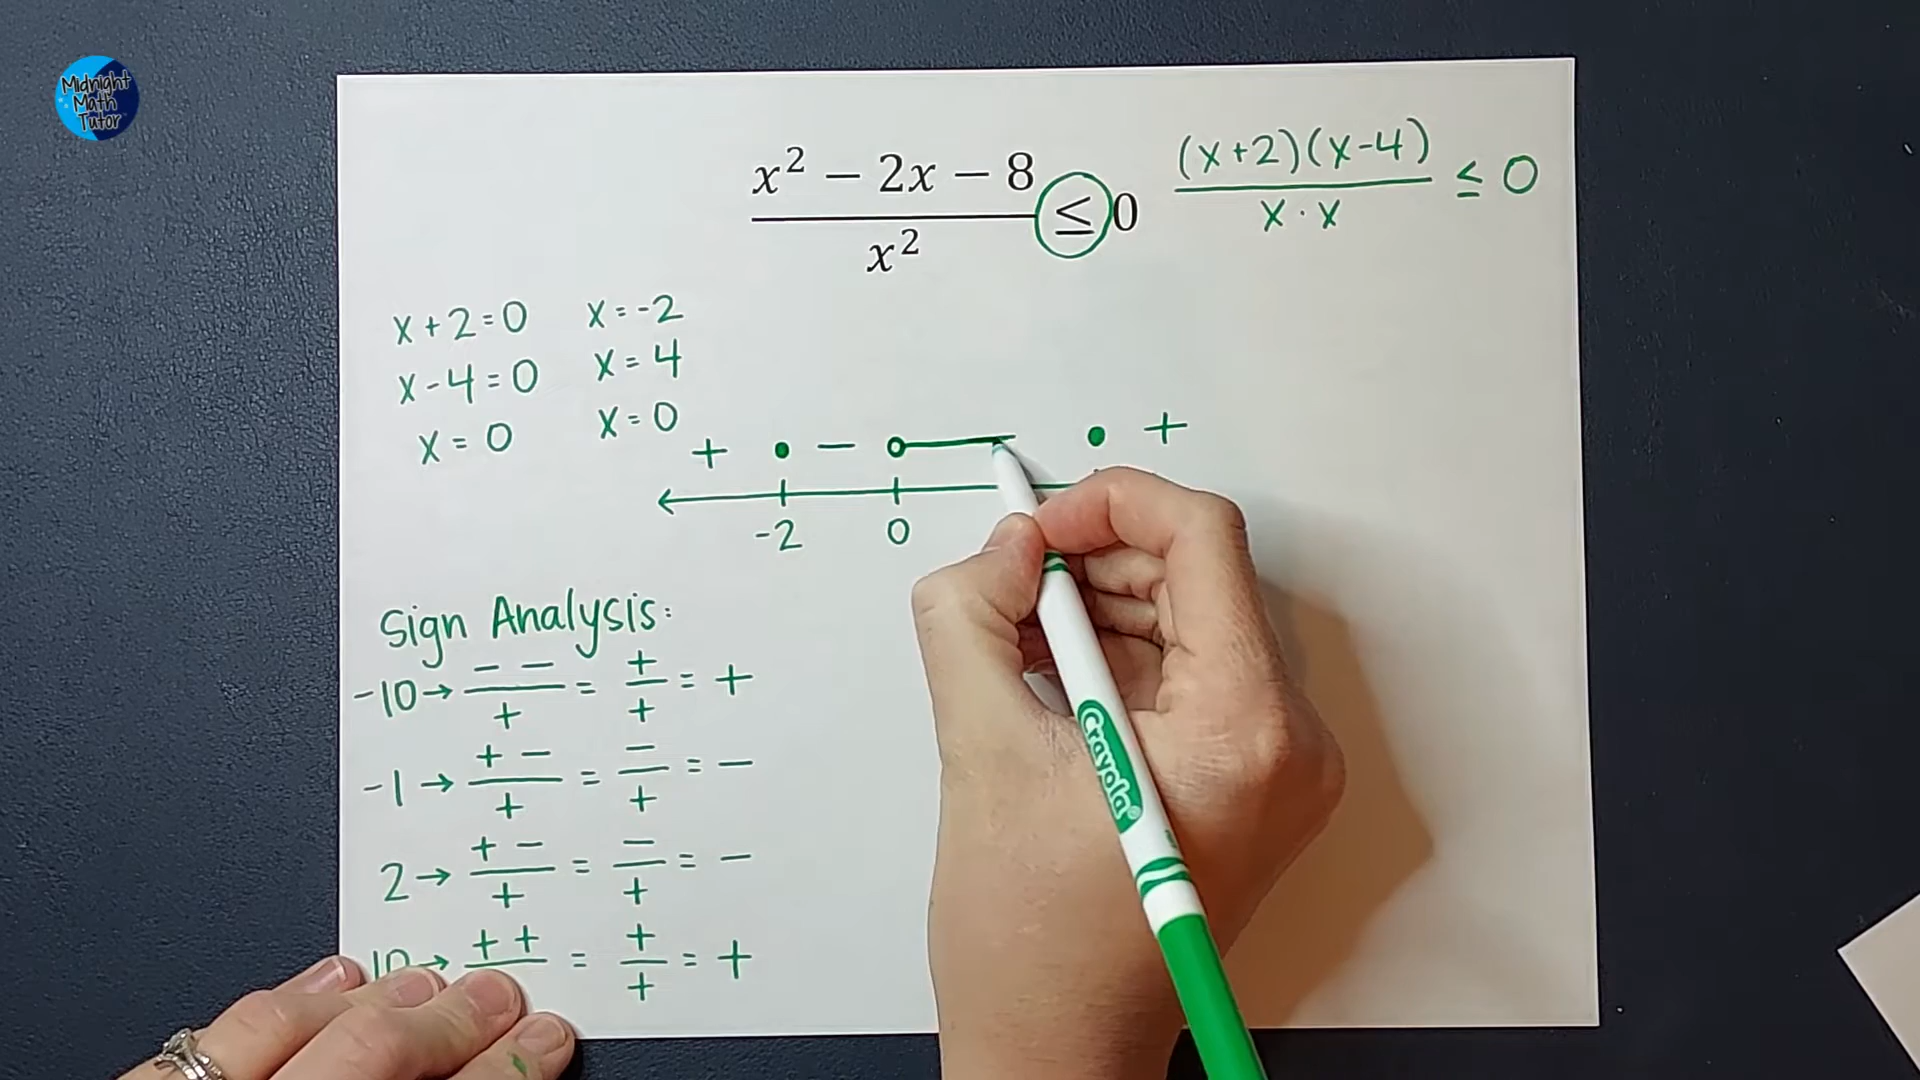 Midnight
Math
Tutor
x² − 2x − 8
x²
≤ 0
(x+2)(x-4)
x · x
≤ 0
x+2=0 x=-2
x-4=0 x=4
x=0 x=0
+ − +
-2 0
Sign Analysis:
-10→ − −/+ = +/+ = +
-1→ + −/+ = −/+ = −
2→ + −/+ = −/+ = −
10→ + + = +/+ = +
Crayola®